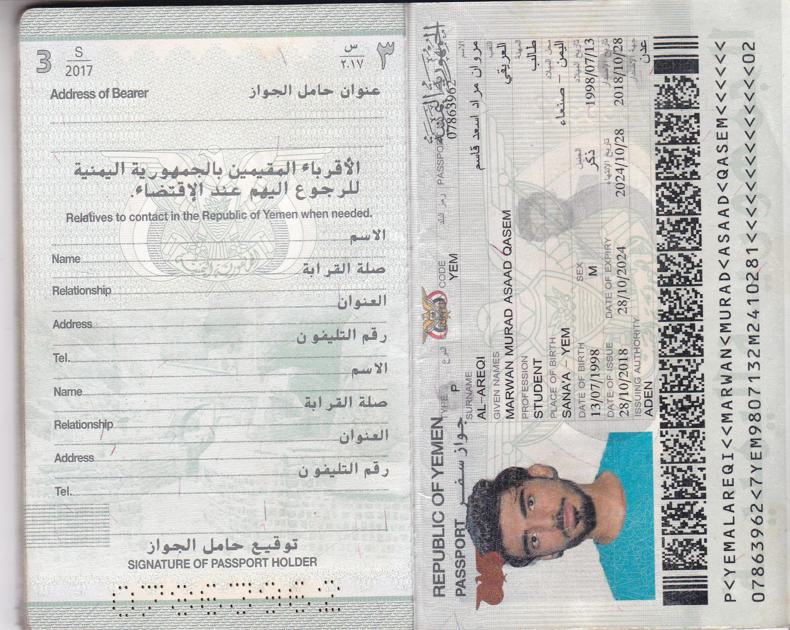 3
S
2017
Address of Bearer
عنوان حامل الجواز
س
٢٠١٧
٣
الأقرباء المقيمين بالجمهورية اليمنية
للرجوع اليهم عند الإقتضاء.
Relatives to contact in the Republic of Yemen when needed.
Name الاسم
Relationship صلة القرابة
Address العنوان
Tel. رقم التليفون
Name الاسم
Relationship صلة القرابة
Address العنوان
Tel. رقم التليفون
توقيع حامل الجواز
SIGNATURE OF PASSPORT HOLDER
REPUBLIC OF YEMEN الجمهورية اليمنية
PASSPORT جواز سفر
TYPE النوع CODE رمز البلد PASSPO
P YEM 07863962
SURNAME الاسم
AL-AREQI مروان مراد اسعد قاسم
GIVEN NAMES اللقب
MARWAN MURAD ASAAD QASEM العريقي
PROFESSION المهنة
STUDENT طالب
PLACE OF BIRTH محل الميلاد
SANA'A - YEM اليمن - صنعاء
DATE OF BIRTH SEX الجنس تاريخ الميلاد
13/07/1998 M ذكر 1998/07/13
DATE OF ISSUE DATE OF EXPIRY تاريخ الإنتهاء تاريخ الإصدار
28/10/2018 28/10/2024 2024/10/28 2018/10/28
ISSUING AUTHORITY جهة الإصدار
ADEN عدن
P<YEMALAREQI<<MARWAN<MURAD<ASAAD<QASEM<<<<<<
07863962<7YEM9807132M2410281<<<<<<<<<<<<<<02